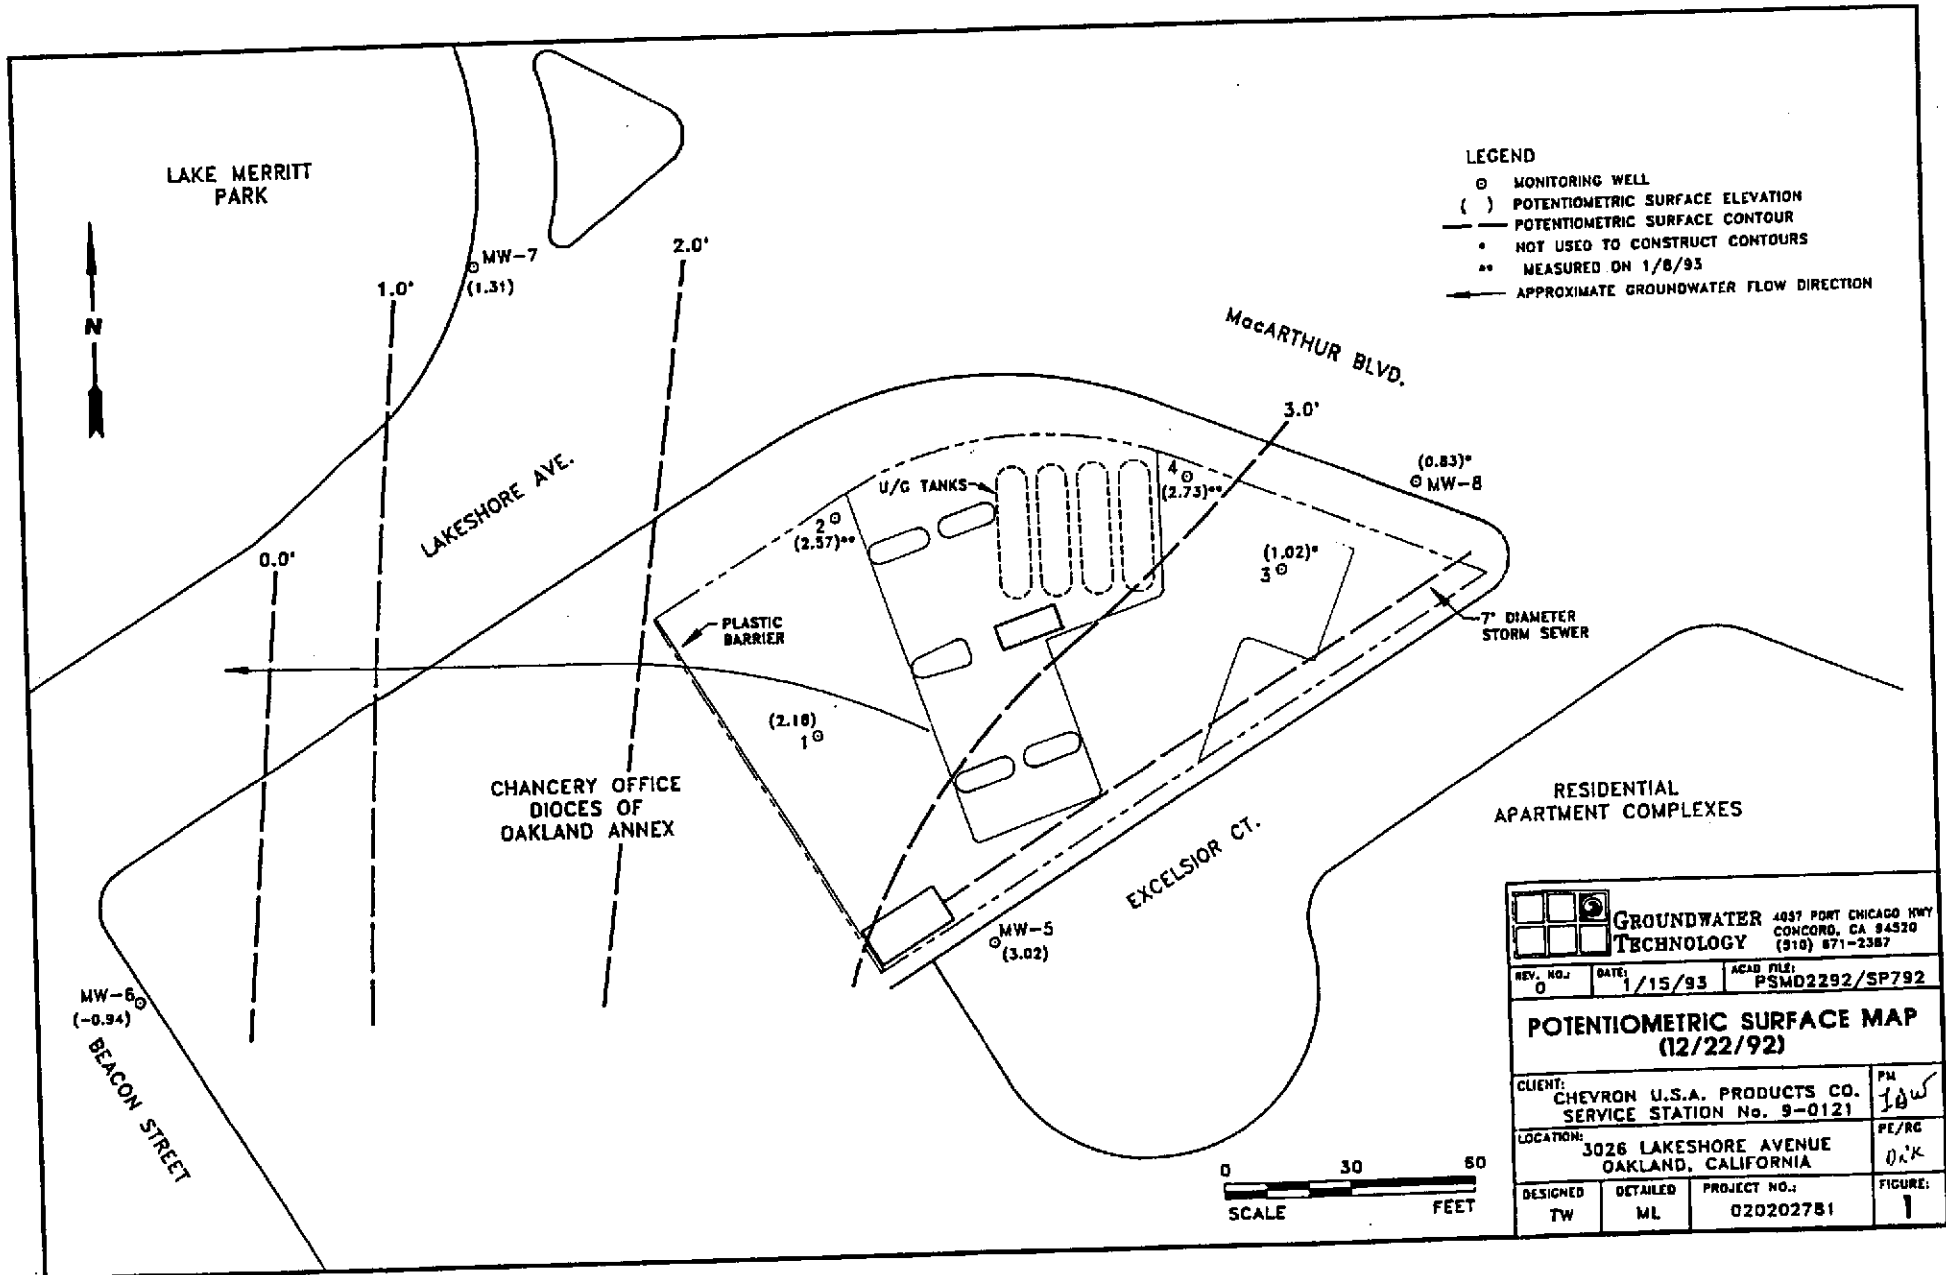 LAKE MERRITT
PARK
N
MW-7
(1.31)
1.0'
2.0'
0.0'
3.0'
LEGEND
MONITORING WELL
( ) POTENTIOMETRIC SURFACE ELEVATION
POTENTIOMETRIC SURFACE CONTOUR
* NOT USED TO CONSTRUCT CONTOURS
** MEASURED ON 1/8/93
APPROXIMATE GROUNDWATER FLOW DIRECTION
MacARTHUR BLVD.
LAKESHORE AVE.
U/G TANKS
4
(2.73)**
(0.83)*
MW-8
2
(2.57)**
(1.02)*
3
PLASTIC
BARRIER
7' DIAMETER
STORM SEWER
(2.18)
1
CHANCERY OFFICE
DIOCES OF
OAKLAND ANNEX
RESIDENTIAL
APARTMENT COMPLEXES
EXCELSIOR CT.
MW-5
(3.02)
MW-6
(-0.94)
BEACON STREET
0 30 60
SCALE FEET
GROUNDWATER
TECHNOLOGY
4057 PORT CHICAGO HWY
CONCORD, CA 94520
(510) 671-2387
REV. NO.:
0
DATE:
1/15/93
ACAD FILE:
PSMD2292/SP792
POTENTIOMETRIC SURFACE MAP
(12/22/92)
CLIENT:
CHEVRON U.S.A. PRODUCTS CO.
SERVICE STATION No. 9-0121
PM
LOCATION:
3026 LAKESHORE AVENUE
OAKLAND, CALIFORNIA
PE/RG
DESIGNED
TW
DETAILED
ML
PROJECT NO.:
020202781
FIGURE:
1